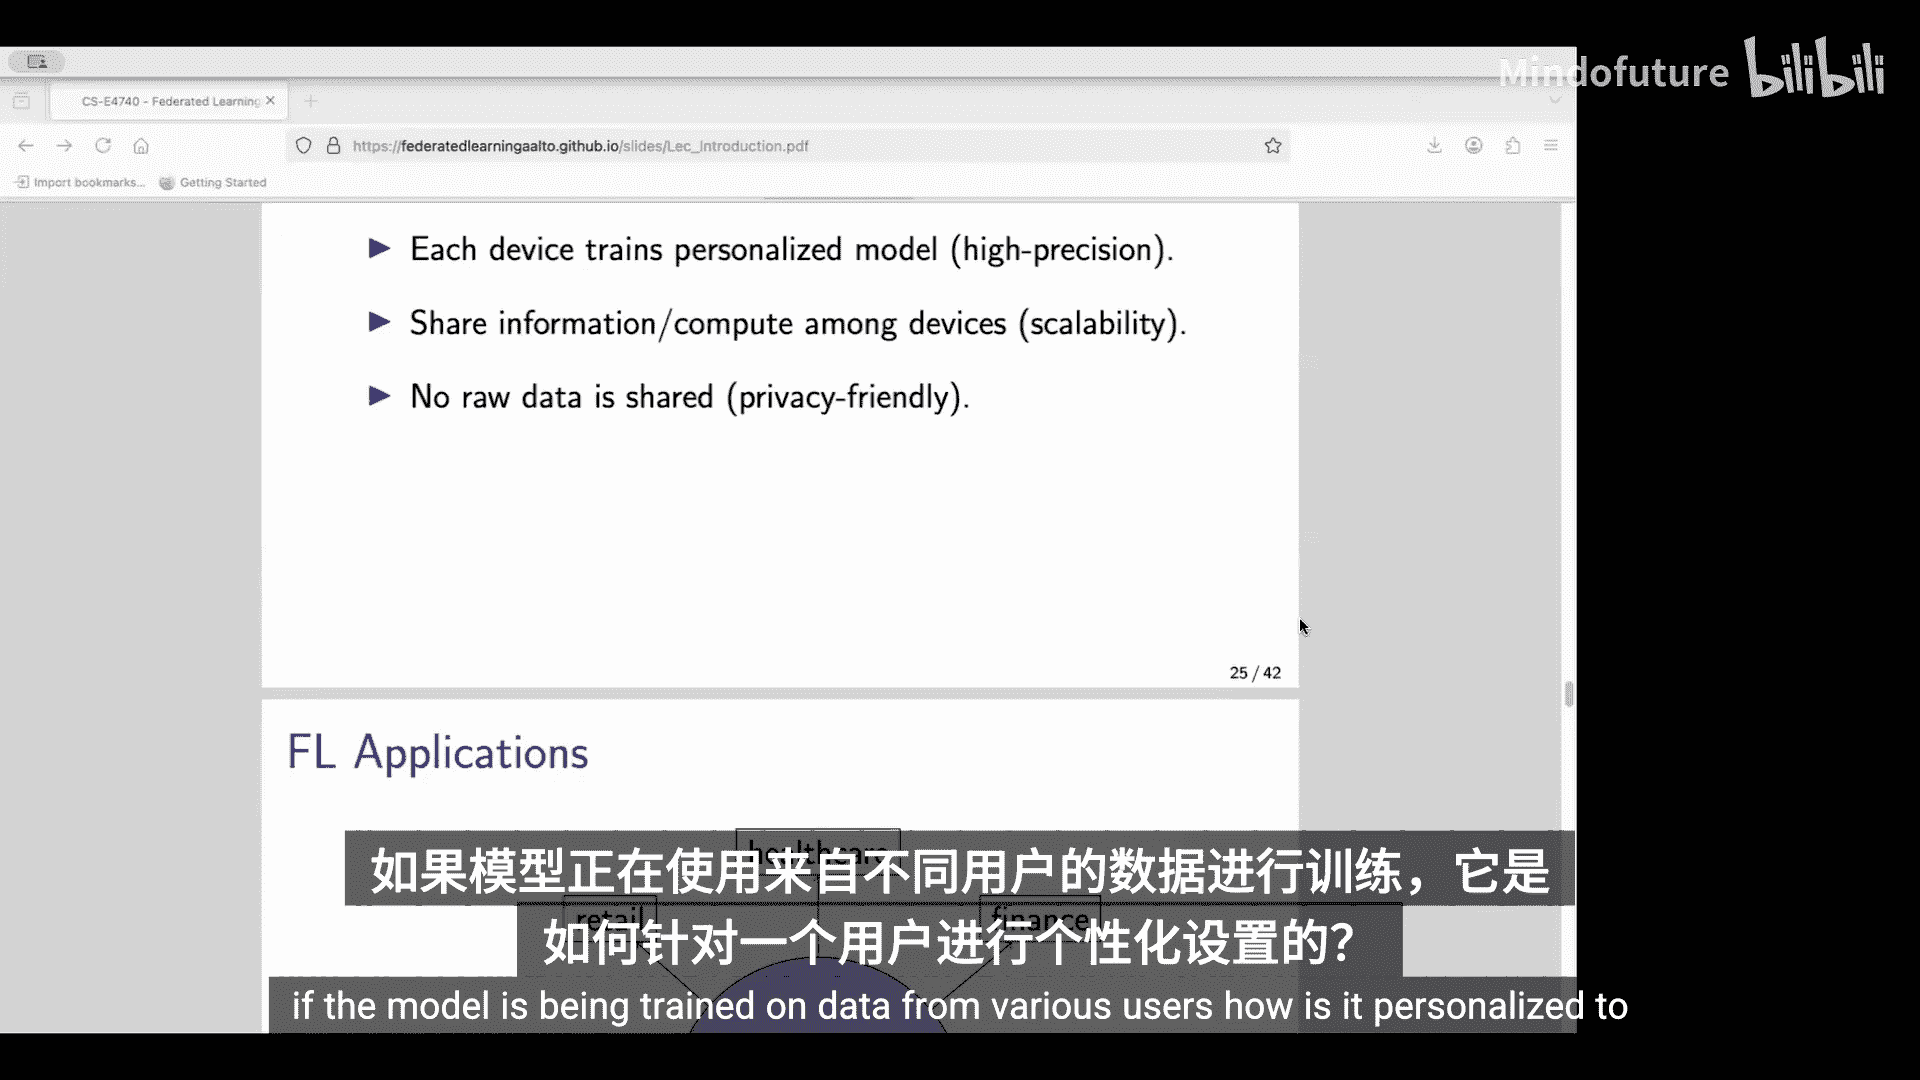 Mindofuture bilibili
CS-E4740 - Federated Learning
https://federatedlearningaalto.github.io/slides/Lec_Introduction.pdf
Import bookmarks...
Getting Started
Each device trains personalized model (high-precision).
Share information/compute among devices (scalability).
No raw data is shared (privacy-friendly).
25 / 42
FL Applications
healthcare
retail
finance
如果模型正在使用来自不同用户的数据进行训练，它是
如何针对一个用户进行个性化设置的？
if the model is being trained on data from various users how is it personalized to